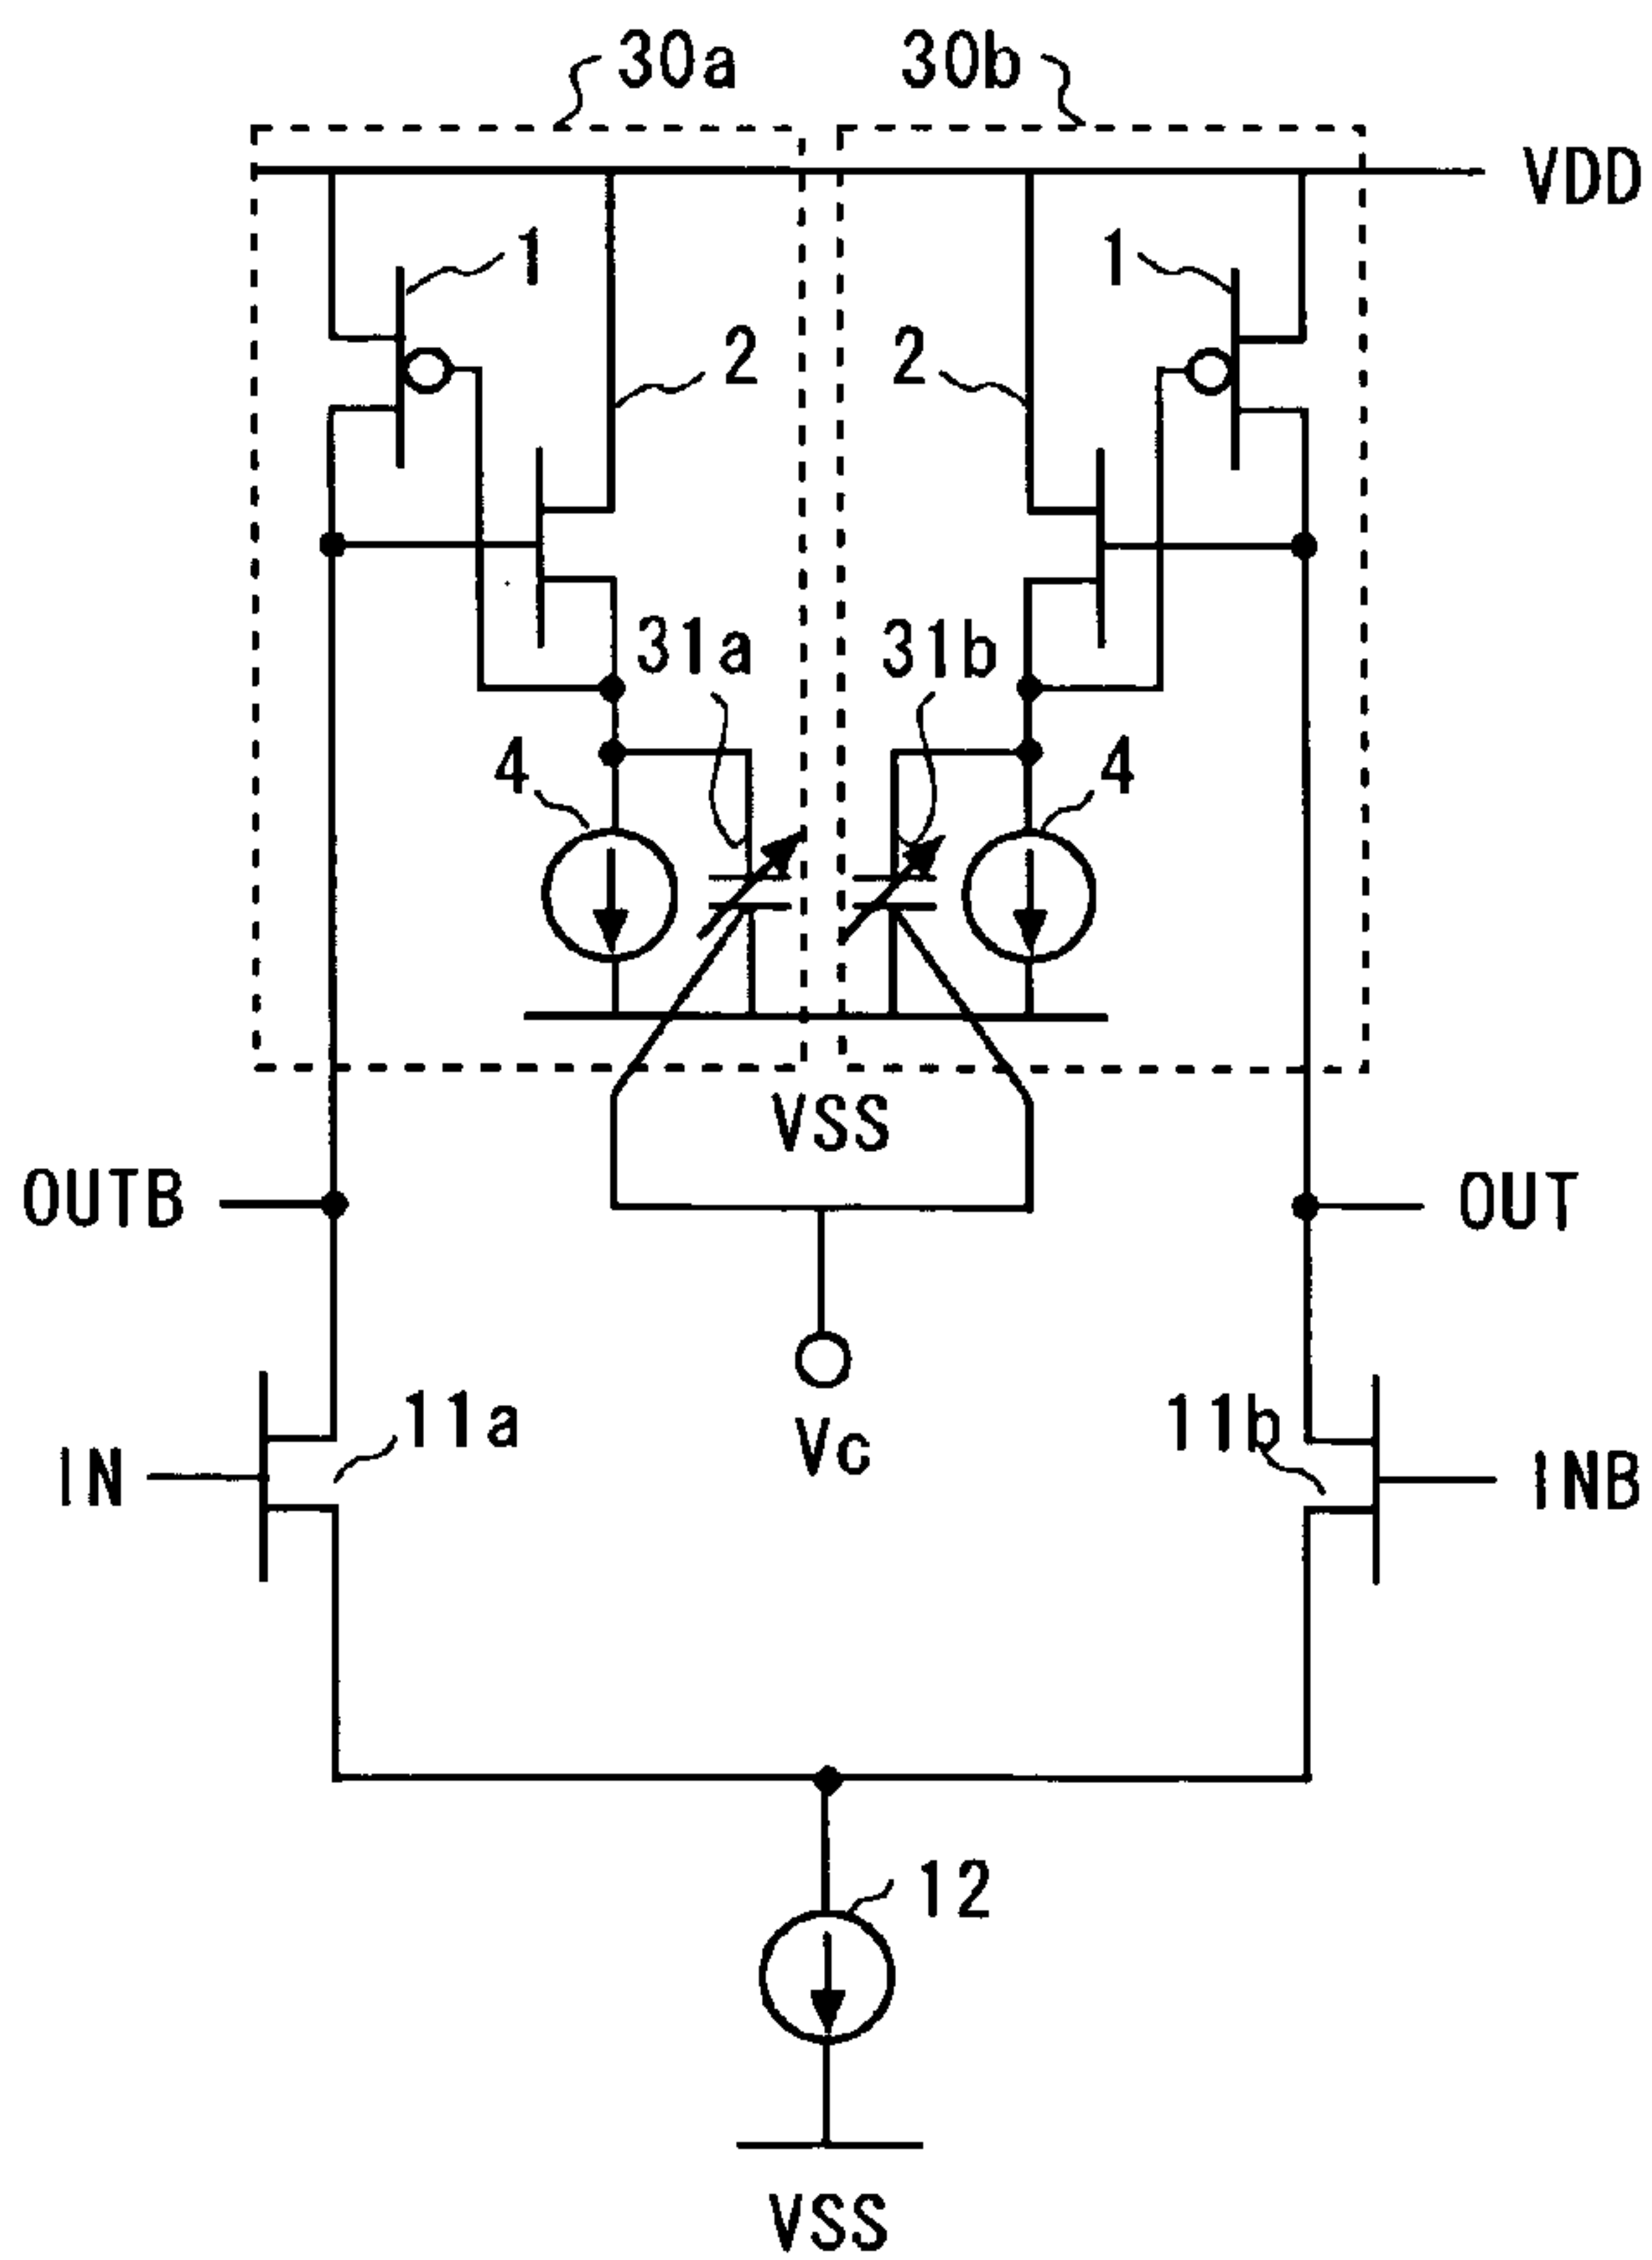 30a 30b
VDD
1 1
2 2
31a 31b
4 4
VSS
OUTB OUT
11a 11b
Vc
IN INB
12
VSS